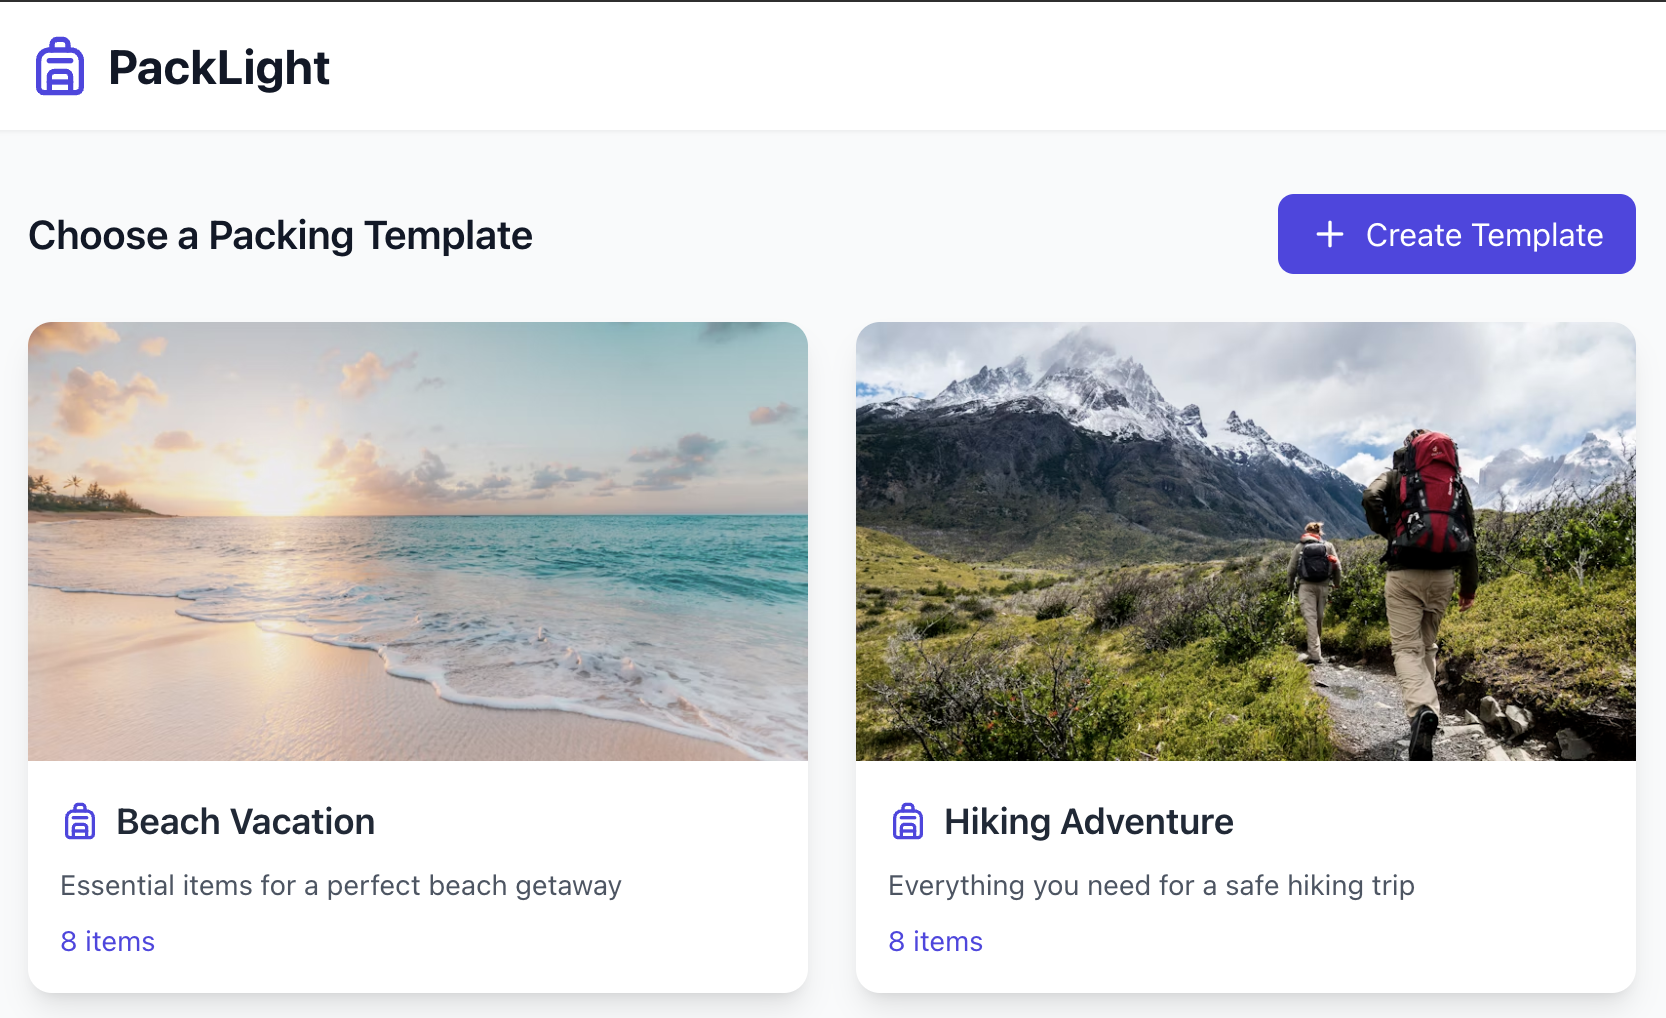 PackLight
Choose a Packing Template
Create Template
Beach Vacation
Essential items for a perfect beach getaway
8 items
Hiking Adventure
Everything you need for a safe hiking trip
8 items